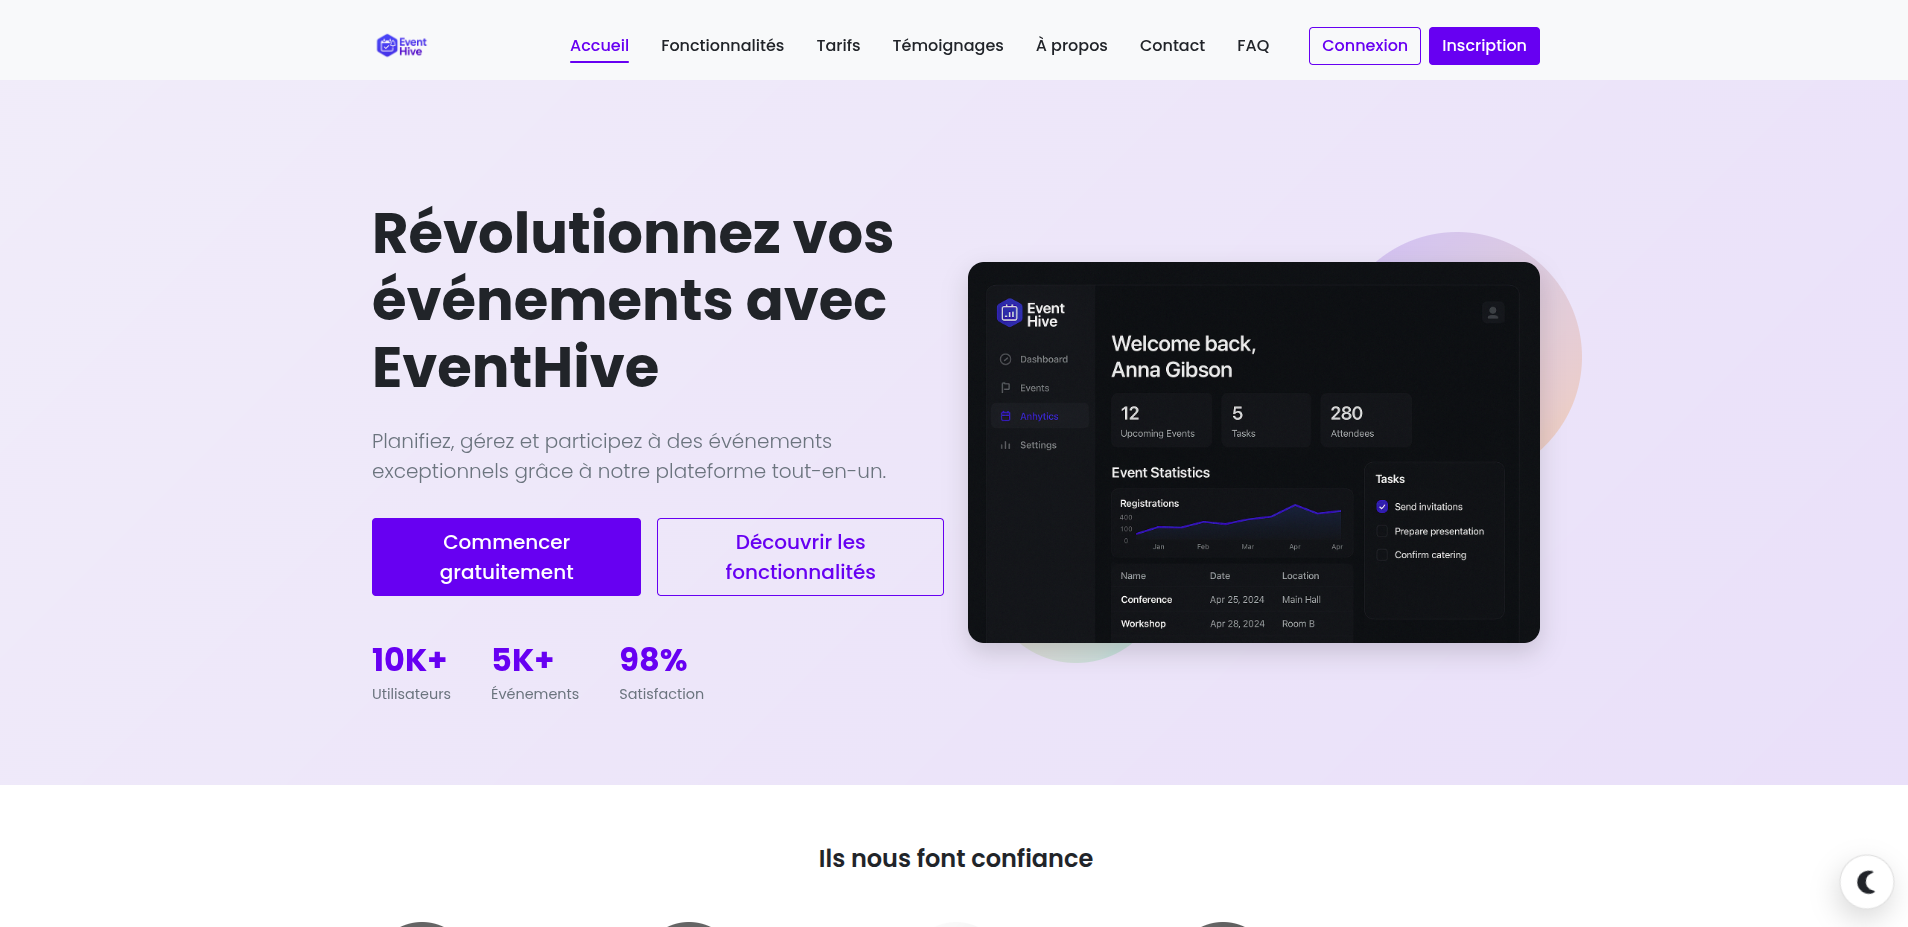 Event
Hive
Accueil
Fonctionnalités
Tarifs
Témoignages
À propos
Contact
FAQ
Connexion
Inscription
Révolutionnez vos
événements avec
EventHive
Planifiez, gérez et participez à des événements
exceptionnels grâce à notre plateforme tout-en-un.
Commencer
gratuitement
Découvrir les
fonctionnalités
10K+
Utilisateurs
5K+
Événements
98%
Satisfaction
Event
Hive
Dashboard
Events
Anhytics
Settings
Welcome back,
Anna Gibson
12
Upcoming Events
5
Tasks
280
Attendees
Event Statistics
Registrations
400
100
0
Jan
Feb
Mar
Apr
Apr
Name Date Location
Conference Apr 25, 2024 Main Hall
Workshop Apr 28, 2024 Room B
Tasks
Send invitations
Prepare presentation
Confirm catering
Ils nous font confiance